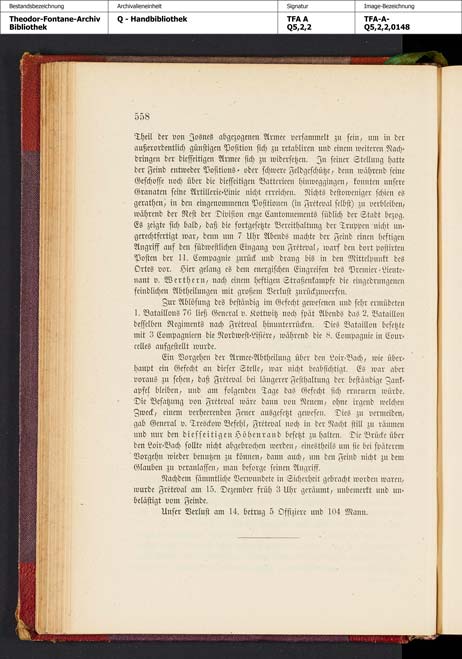 Bestandsbezeichnung
Archivalieneinheit
Signatur
Image-Bezeichnung
Theodor-Fontane-Archiv
Bibliothek
Q - Handbibliothek
TFA A
Q5,2,2
TFA-A-
Q5,2,2,0148
558
Theil der von Josnes abgezogenen Armee versammelt zu sein, um in der
außerordentlich günstigen Position sich zu retabliren und einem weiteren Nach-
dringen der diesseitigen Armee sich zu widersetzen. In seiner Stellung hatte
der Feind entweder Positions- oder schwere Feldgeschütze, denn während seine
Geschosse noch über die diesseitigen Batterieen hinweggingen, konnten unsere
Granaten seine Artillerie-Linie nicht erreichen. Nichts destoweniger schien es
gerathen, in den eingenommenen Positionen (in Fréteval selbst) zu verbleiben,
während der Rest der Division enge Cantonnements südlich der Stadt bezog.
Es zeigte sich bald, daß die fortgesetzte Bereithaltung der Truppen nicht un-
gerechtfertigt war, denn um 7 Uhr Abends machte der Feind einen heftigen
Angriff auf den südwestlichen Eingang von Fréteval, warf den dort postirten
Posten der 11. Compagnie zurück und drang bis in den Mittelpunkt des
Ortes vor. Hier gelang es dem energischen Eingreifen des Premier-Lieute-
nant v. Werthern, nach einem heftigen Straßenkampfe die eingedrungenen
feindlichen Abtheilungen mit großem Verlust zurückzuwerfen.
Zur Ablösung des beständig im Gefecht gewesenen und sehr ermüdeten
1. Bataillons 76 ließ General v. Kottwitz noch spät Abends das 2. Bataillon
desselben Regiments nach Fréteval hinunterrücken. Dies Bataillon besetzte
mit 3 Compagnieen die Nordwest-Lisière, während die 8. Compagnie in Cour-
celles aufgestellt wurde.
Ein Vorgehen der Armee-Abtheilung über den Loir-Bach, wie über-
haupt ein Gefecht an dieser Stelle, war nicht beabsichtigt. Es war aber
voraus zu sehen, daß Fréteval bei längerer Festhaltung der beständige Zank-
apfel bleiben, und am folgenden Tage das Gefecht sich erneuern würde.
Die Besatzung von Fréteval wäre dann von Neuem, ohne irgend welchen
Zweck, einem verheerenden Feuer ausgesetzt gewesen. Dies zu vermeiden,
gab General v. Tresckow Befehl, Fréteval noch in der Nacht still zu räumen
und nur den diesseitigen Höhenrand besetzt zu halten. Die Brücke über
den Loir-Bach sollte nicht abgebrochen werden, einestheils um sie bei späterem
Vorgehn wieder benutzen zu können, dann auch, um den Feind nicht zu dem
Glauben zu veranlassen, man besorge seinen Angriff.
Nachdem sämmtliche Verwundete in Sicherheit gebracht worden waren,
wurde Fréteval am 15. Dezember früh 3 Uhr geräumt, unbemerkt und un-
belästigt vom Feinde.
Unser Verlust am 14. betrug 5 Offiziere und 104 Mann.